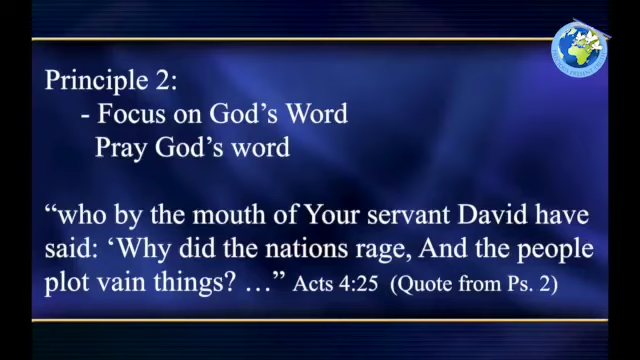 Principle 2:
- Focus on God's Word
Pray God's word
“who by the mouth of Your servant David have
said: ‘Why did the nations rage, And the people
plot vain things? …” Acts 4:25 (Quote from Ps. 2)